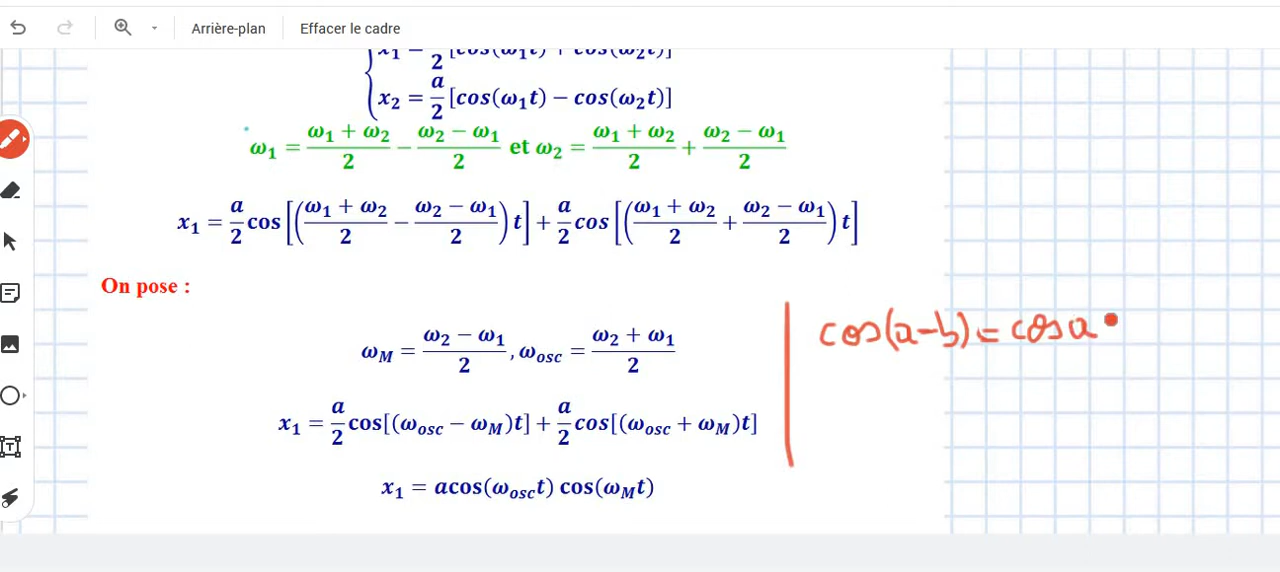 Arrière-plan Effacer le cadre
x₂ = a/2 [cos(ω₁t) − cos(ω₂t)]
ω₁ = (ω₁ + ω₂)/2 − (ω₂ − ω₁)/2 et ω₂ = (ω₁ + ω₂)/2 + (ω₂ − ω₁)/2
x₁ = a/2 cos[((ω₁ + ω₂)/2 − (ω₂ − ω₁)/2) t] + a/2 cos[((ω₁ + ω₂)/2 + (ω₂ − ω₁)/2) t]
On pose :
cos(a-b) = cosa
ω_M = (ω₂ − ω₁)/2 , ω_osc = (ω₂ + ω₁)/2
x₁ = a/2 cos[(ω_osc − ω_M)t] + a/2 cos[(ω_osc + ω_M)t]
x₁ = acos(ω_osc t) cos(ω_M t)